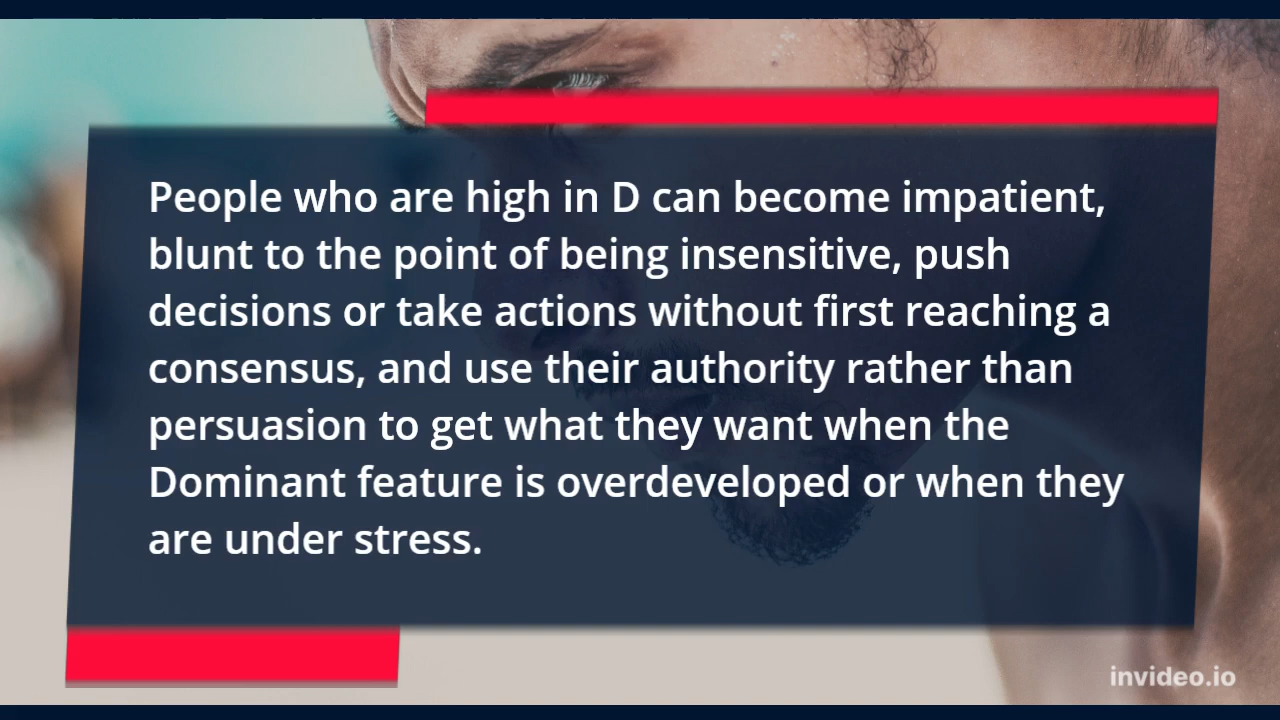 People who are high in D can become impatient,
blunt to the point of being insensitive, push
decisions or take actions without first reaching a
consensus, and use their authority rather than
persuasion to get what they want when the
Dominant feature is overdeveloped or when they
are under stress.
invideo.io